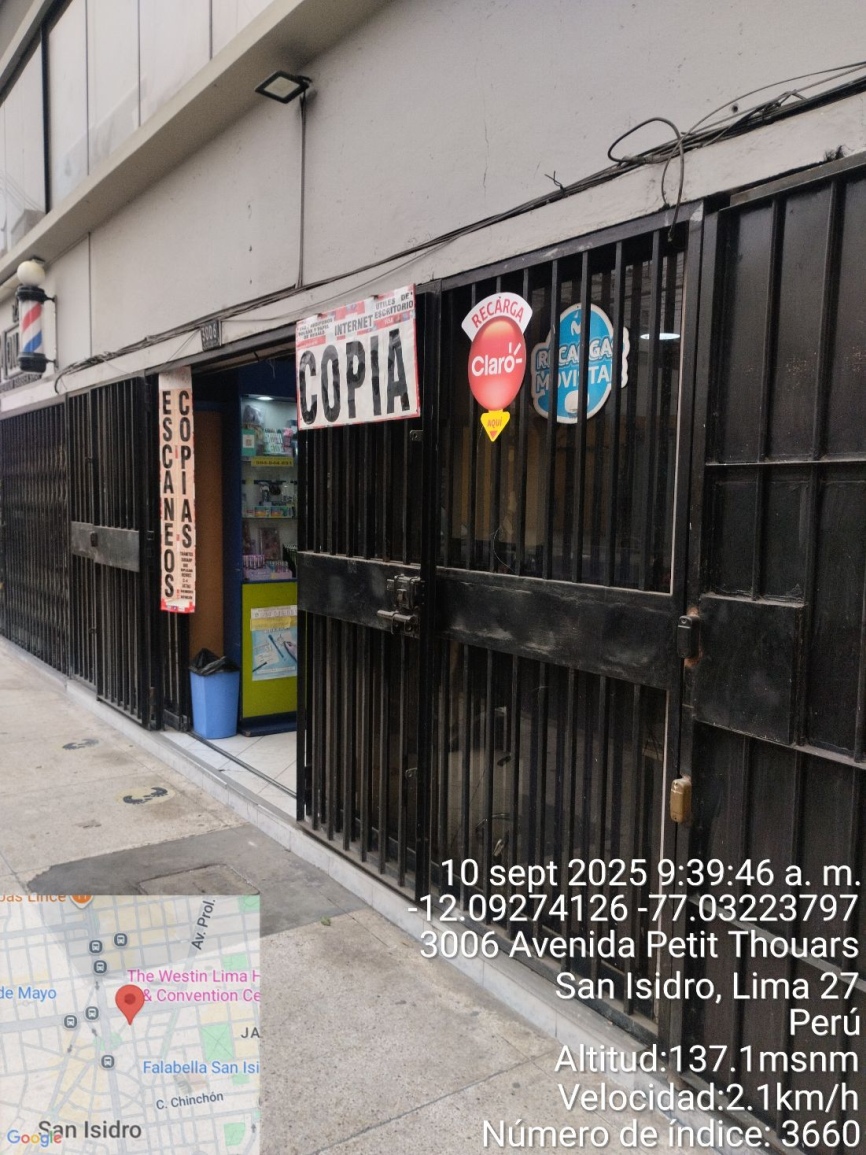 3006
INTERNET
ÚTILES DE
ESCRITORIO
COPIA
ESCANEOS
COPIAS
RECARGA
Claro
AQUÍ
RECARGA
MOVISTAR
10 sept 2025 9:39:46 a. m.
-12.09274126 -77.03223797
3006 Avenida Petit Thouars
San Isidro, Lima 27
Perú
Altitud:137.1msnm
Velocidad:2.1km/h
Número de índice: 3660
Lince
Av. Prol.
The Westin Lima H
& Convention Ce
de Mayo
JA
Falabella San Isi
C. Chinchón
San Isidro
Google